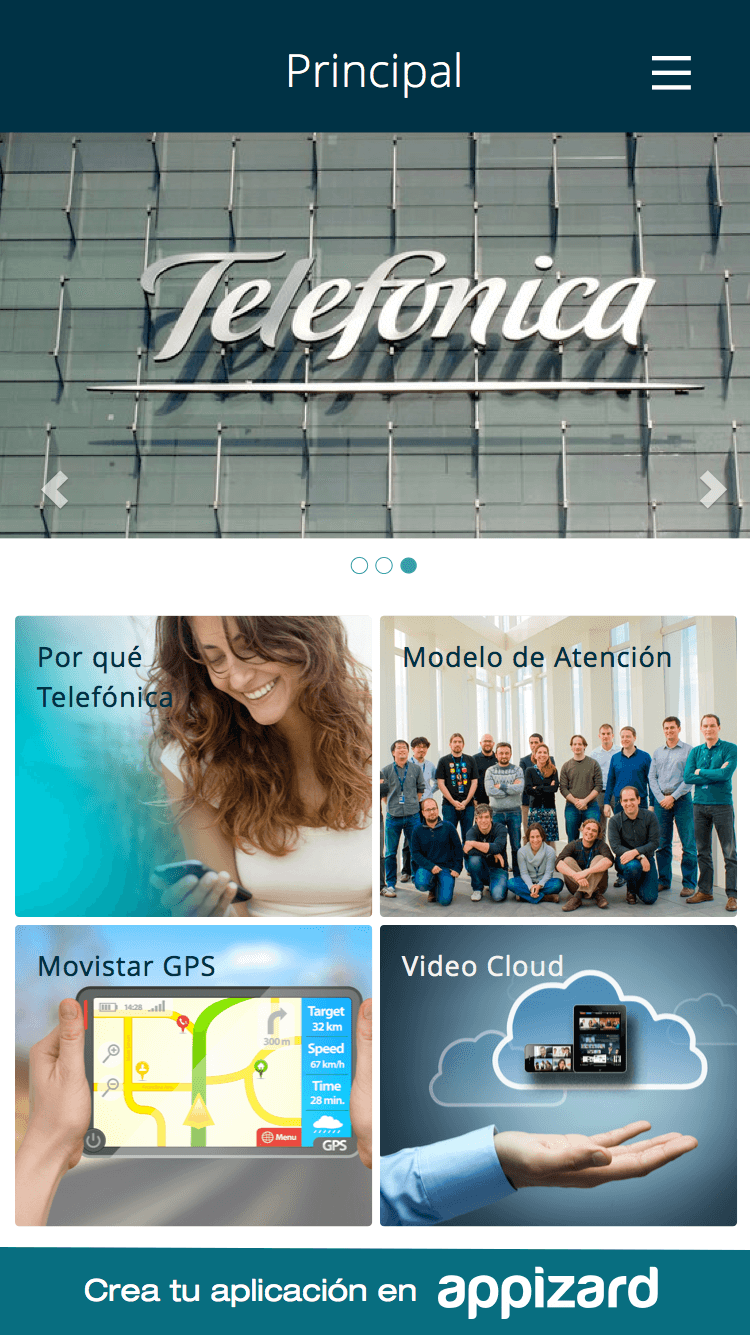 Principal
Telefonica
Por qué
Telefónica
Modelo de Atención
Movistar GPS
14:28
300 m
Target
32 km
Speed
67 km/h
Time
28 min.
Menu
GPS
Video Cloud
Crea tu aplicación en appizard